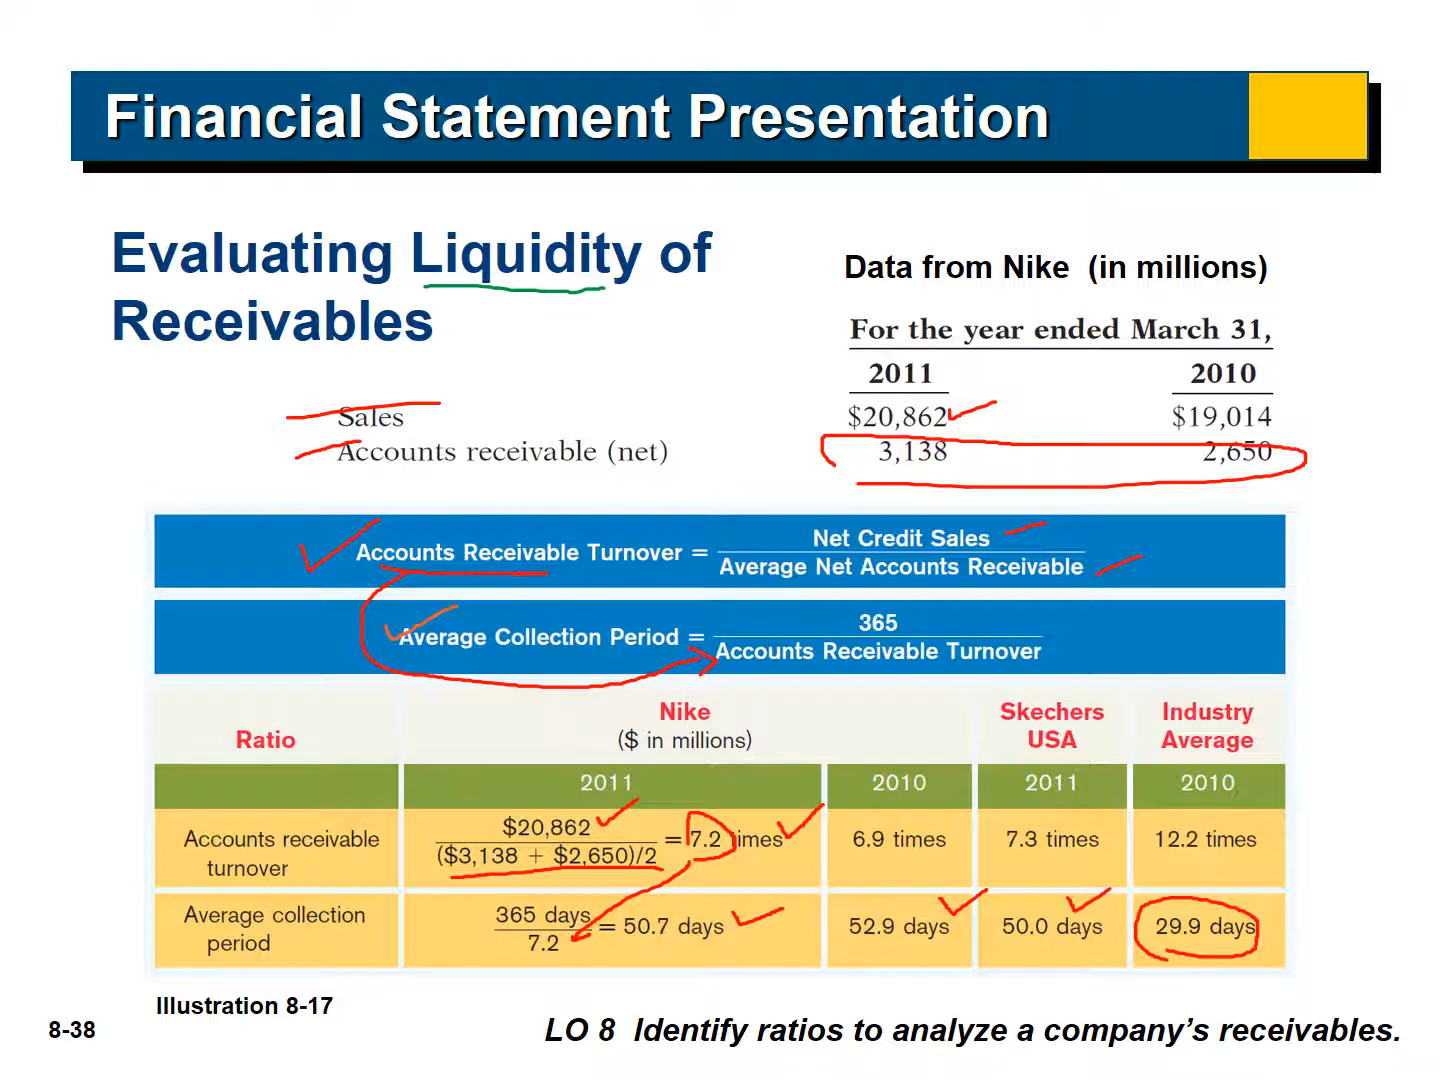 Financial Statement Presentation
Evaluating Liquidity of
Receivables
Data from Nike (in millions)
For the year ended March 31,
2011 2010
Sales $20,862 $19,014
Accounts receivable (net) 3,138 2,650
Accounts Receivable Turnover = Net Credit Sales
Average Net Accounts Receivable
Average Collection Period = 365
Accounts Receivable Turnover
Ratio
Nike
($ in millions)
Skechers
USA
Industry
Average
2011 2010 2011 2010
Accounts receivable
turnover
$20,862
($3,138 + $2,650)/2
= 7.2 times
6.9 times
7.3 times
12.2 times
Average collection
period
365 days
7.2
= 50.7 days
52.9 days
50.0 days
29.9 days
Illustration 8-17
8-38
LO 8 Identify ratios to analyze a company's receivables.